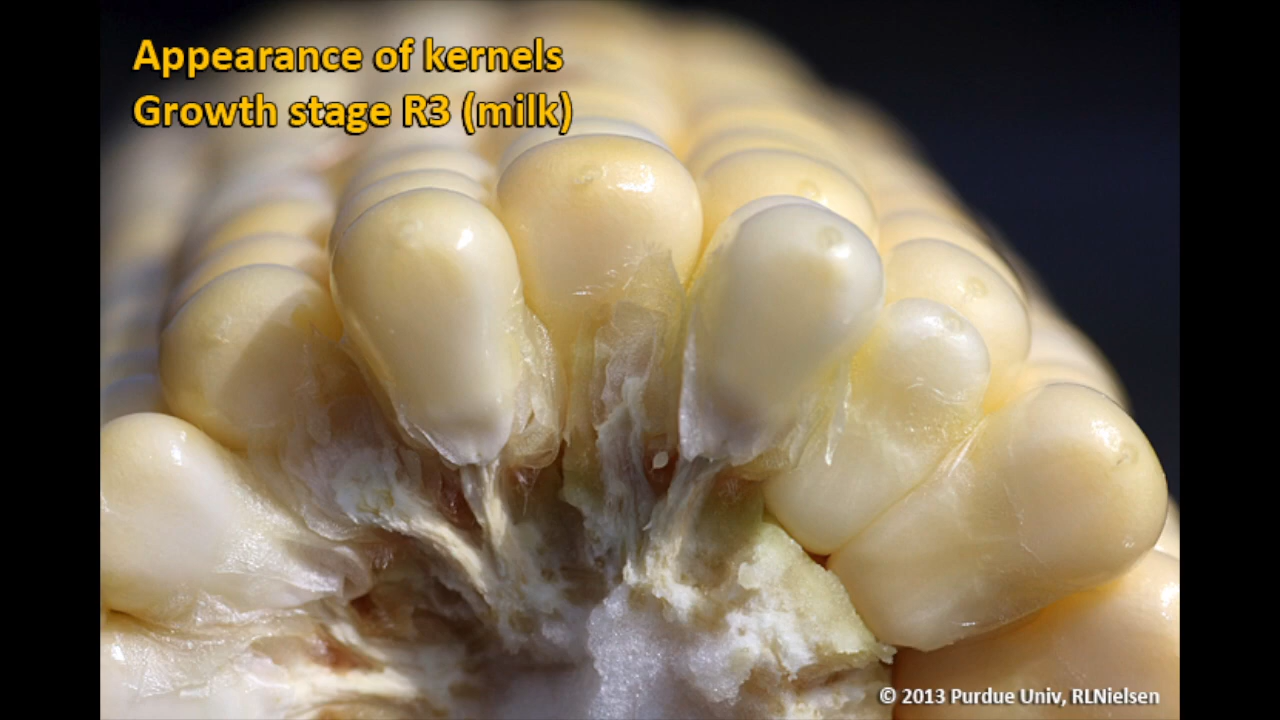 Appearance of kernels
Growth stage R3 (milk)
© 2013 Purdue Univ, RLNielsen